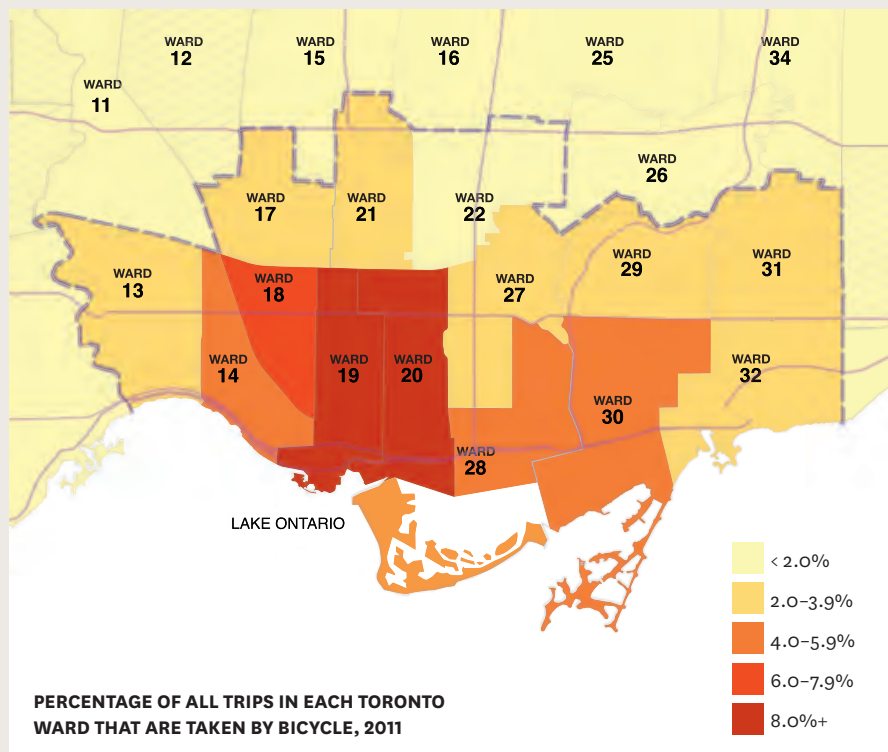 WARD
12
WARD
15
WARD
16
WARD
25
WARD
34
WARD
11
WARD
26
WARD
17
WARD
21
WARD
22
WARD
13
WARD
18
WARD
27
WARD
29
WARD
31
WARD
14
WARD
19
WARD
20
WARD
32
WARD
30
WARD
28
LAKE ONTARIO
< 2.0%
2.0–3.9%
4.0–5.9%
6.0–7.9%
8.0%+
PERCENTAGE OF ALL TRIPS IN EACH TORONTO
WARD THAT ARE TAKEN BY BICYCLE, 2011